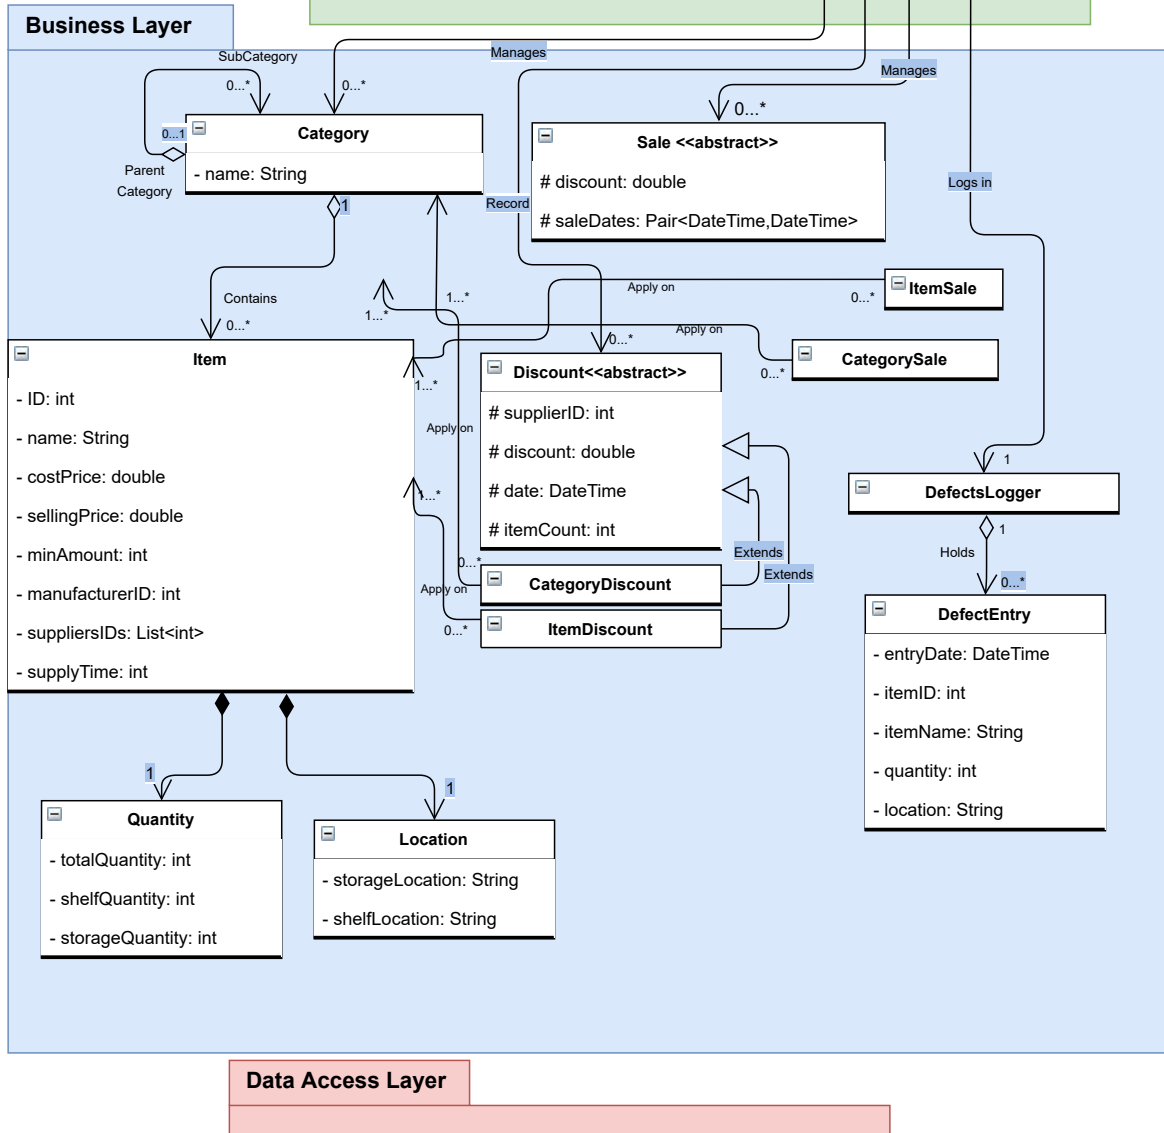 Business Layer
SubCategory
Manages
Manages
0...*
0...*
0...*
0...1
Category
Sale <<abstract>>
Parent
Category
- name: String
# discount: double
Logs in
1
Record
# saleDates: Pair<DateTime,DateTime>
Contains
1...*
Apply on
0...*
ItemSale
1...*
0...*
Apply on
0...*
Item
CategorySale
0...*
Discount<<abstract>>
1...*
- ID: int
# supplierID: int
- name: String
Apply on
# discount: double
1
- costPrice: double
# date: DateTime
DefectsLogger
1...*
- sellingPrice: double
# itemCount: int
1
- minAmount: int
Extends
Holds
0...*
CategoryDiscount
Extends
0...*
- manufacturerID: int
Apply on
0...*
ItemDiscount
DefectEntry
- suppliersIDs: List<int>
- entryDate: DateTime
- supplyTime: int
- itemID: int
- itemName: String
1
1
- quantity: int
Quantity
- location: String
Location
- totalQuantity: int
- storageLocation: String
- shelfQuantity: int
- shelfLocation: String
- storageQuantity: int
Data Access Layer